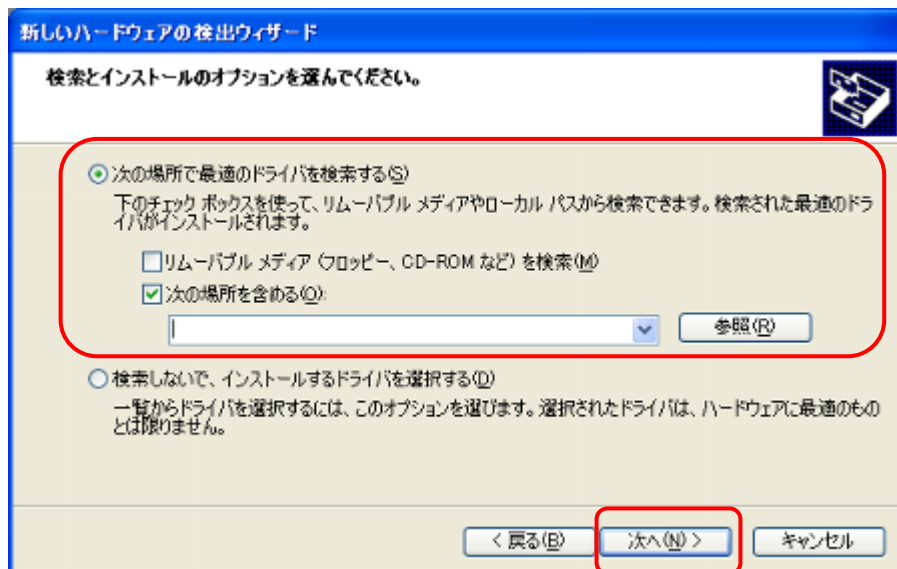 新しいハードウェアの検出ウィザード
検索とインストールのオプションを選んでください。
次の場所で最適のドライバを検索する(S)
下のチェック ボックスを使って、リムーバブル メディアやローカル パスから検索できます。検索された最適のドラ
イバがインストールされます。
リムーバブル メディア (フロッピー、CD-ROM など) を検索(M)
次の場所を含める(O):
参照(R)
検索しないで、インストールするドライバを選択する(D)
一覧からドライバを選択するには、このオプションを選びます。選択されたドライバは、ハードウェアに最適のもの
とは限りません。
< 戻る(B)
次へ(N) >
キャンセル